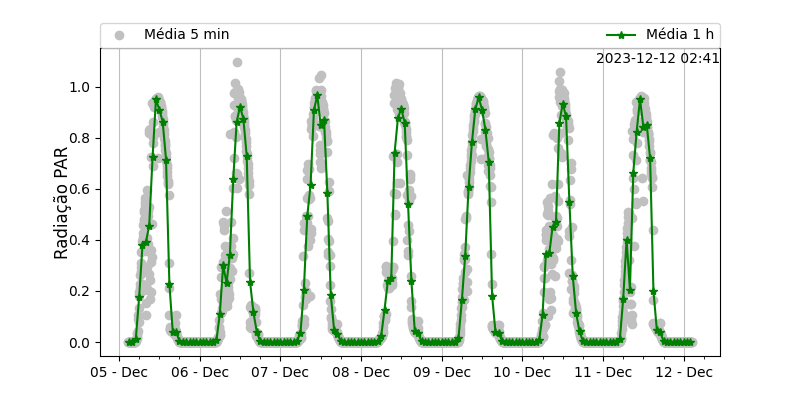 Média 5 min
Média 1 h
2023-12-12 02:41
Radiação PAR
1.0
0.8
0.6
0.4
0.2
0.0
05 - Dec
06 - Dec
07 - Dec
08 - Dec
09 - Dec
10 - Dec
11 - Dec
12 - Dec